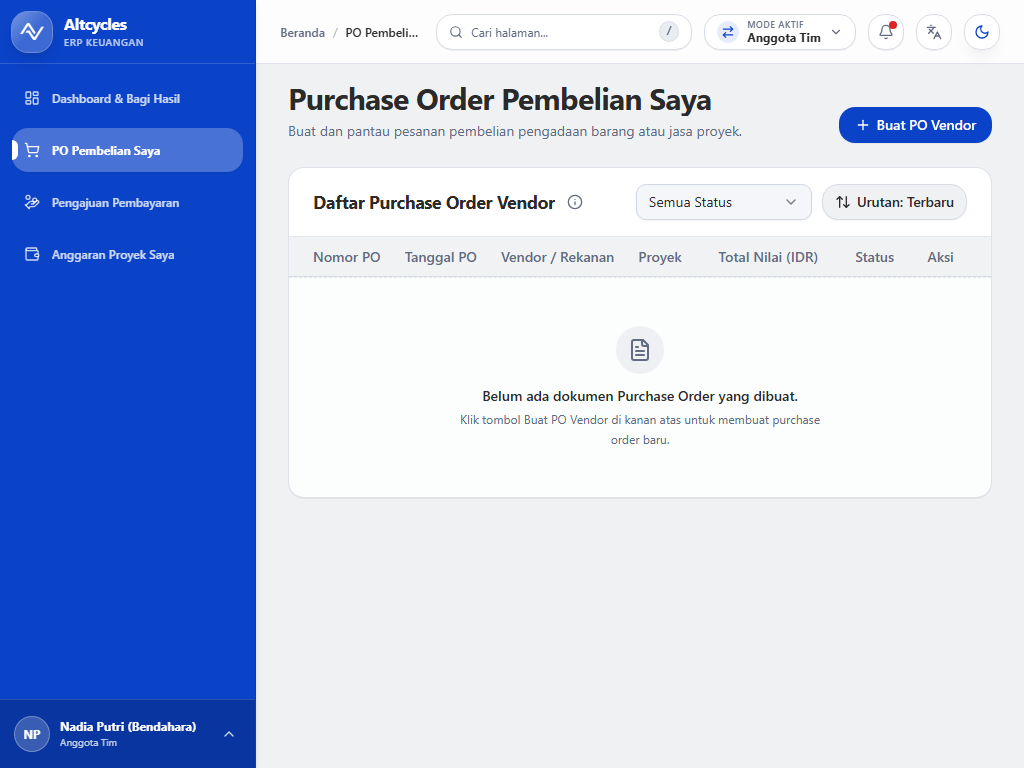 Altcycles
ERP KEUANGAN
Dashboard & Bagi Hasil
PO Pembelian Saya
Pengajuan Pembayaran
Anggaran Proyek Saya
NP
Nadia Putri (Bendahara)
Anggota Tim
Beranda / PO Pembeli...
Cari halaman...
/
MODE AKTIF
Anggota Tim
Purchase Order Pembelian Saya
Buat dan pantau pesanan pembelian pengadaan barang atau jasa proyek.
Buat PO Vendor
Daftar Purchase Order Vendor
Semua Status
Urutan: Terbaru
Nomor PO Tanggal PO Vendor / Rekanan Proyek Total Nilai (IDR) Status Aksi
Belum ada dokumen Purchase Order yang dibuat.
Klik tombol Buat PO Vendor di kanan atas untuk membuat purchase
order baru.